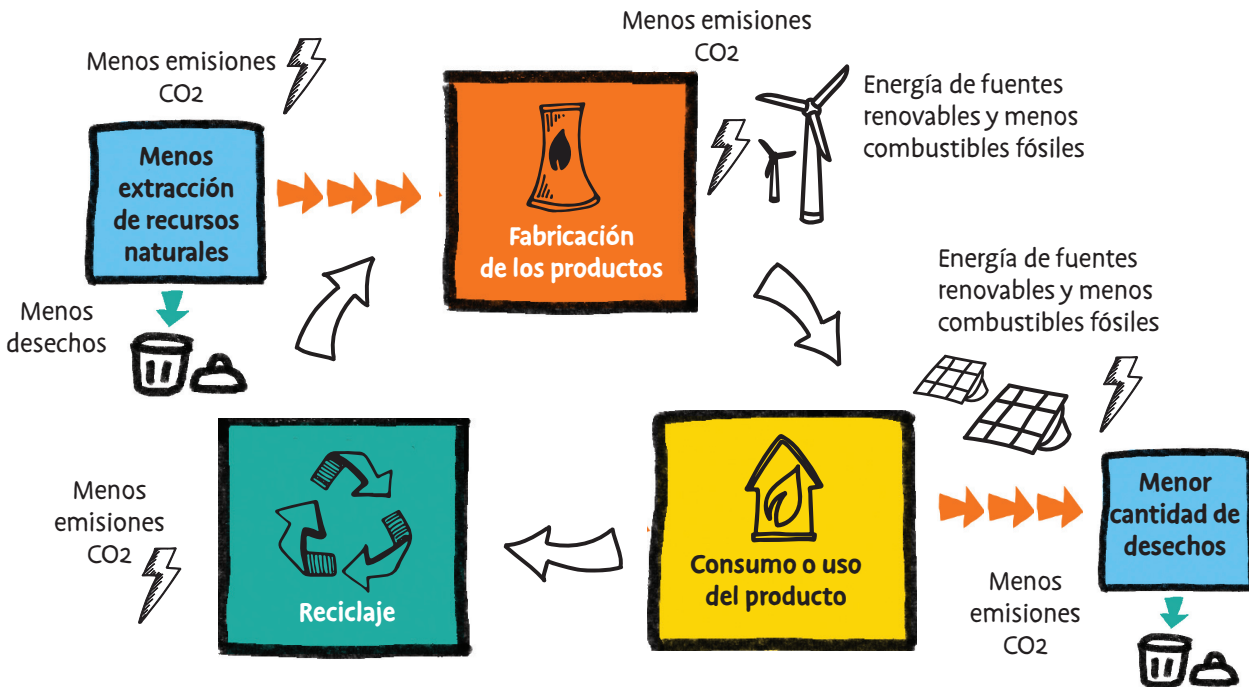 Menos emisiones
CO2
Menos
extracción
de recursos
naturales
Menos
desechos
Menos emisiones
CO2
Fabricación
de los productos
Energía de fuentes
renovables y menos
combustibles fósiles
Energía de fuentes
renovables y menos
combustibles fósiles
Menos
emisiones
CO2
Reciclaje
Consumo o uso
del producto
Menor
cantidad de
desechos
Menos
emisiones
CO2